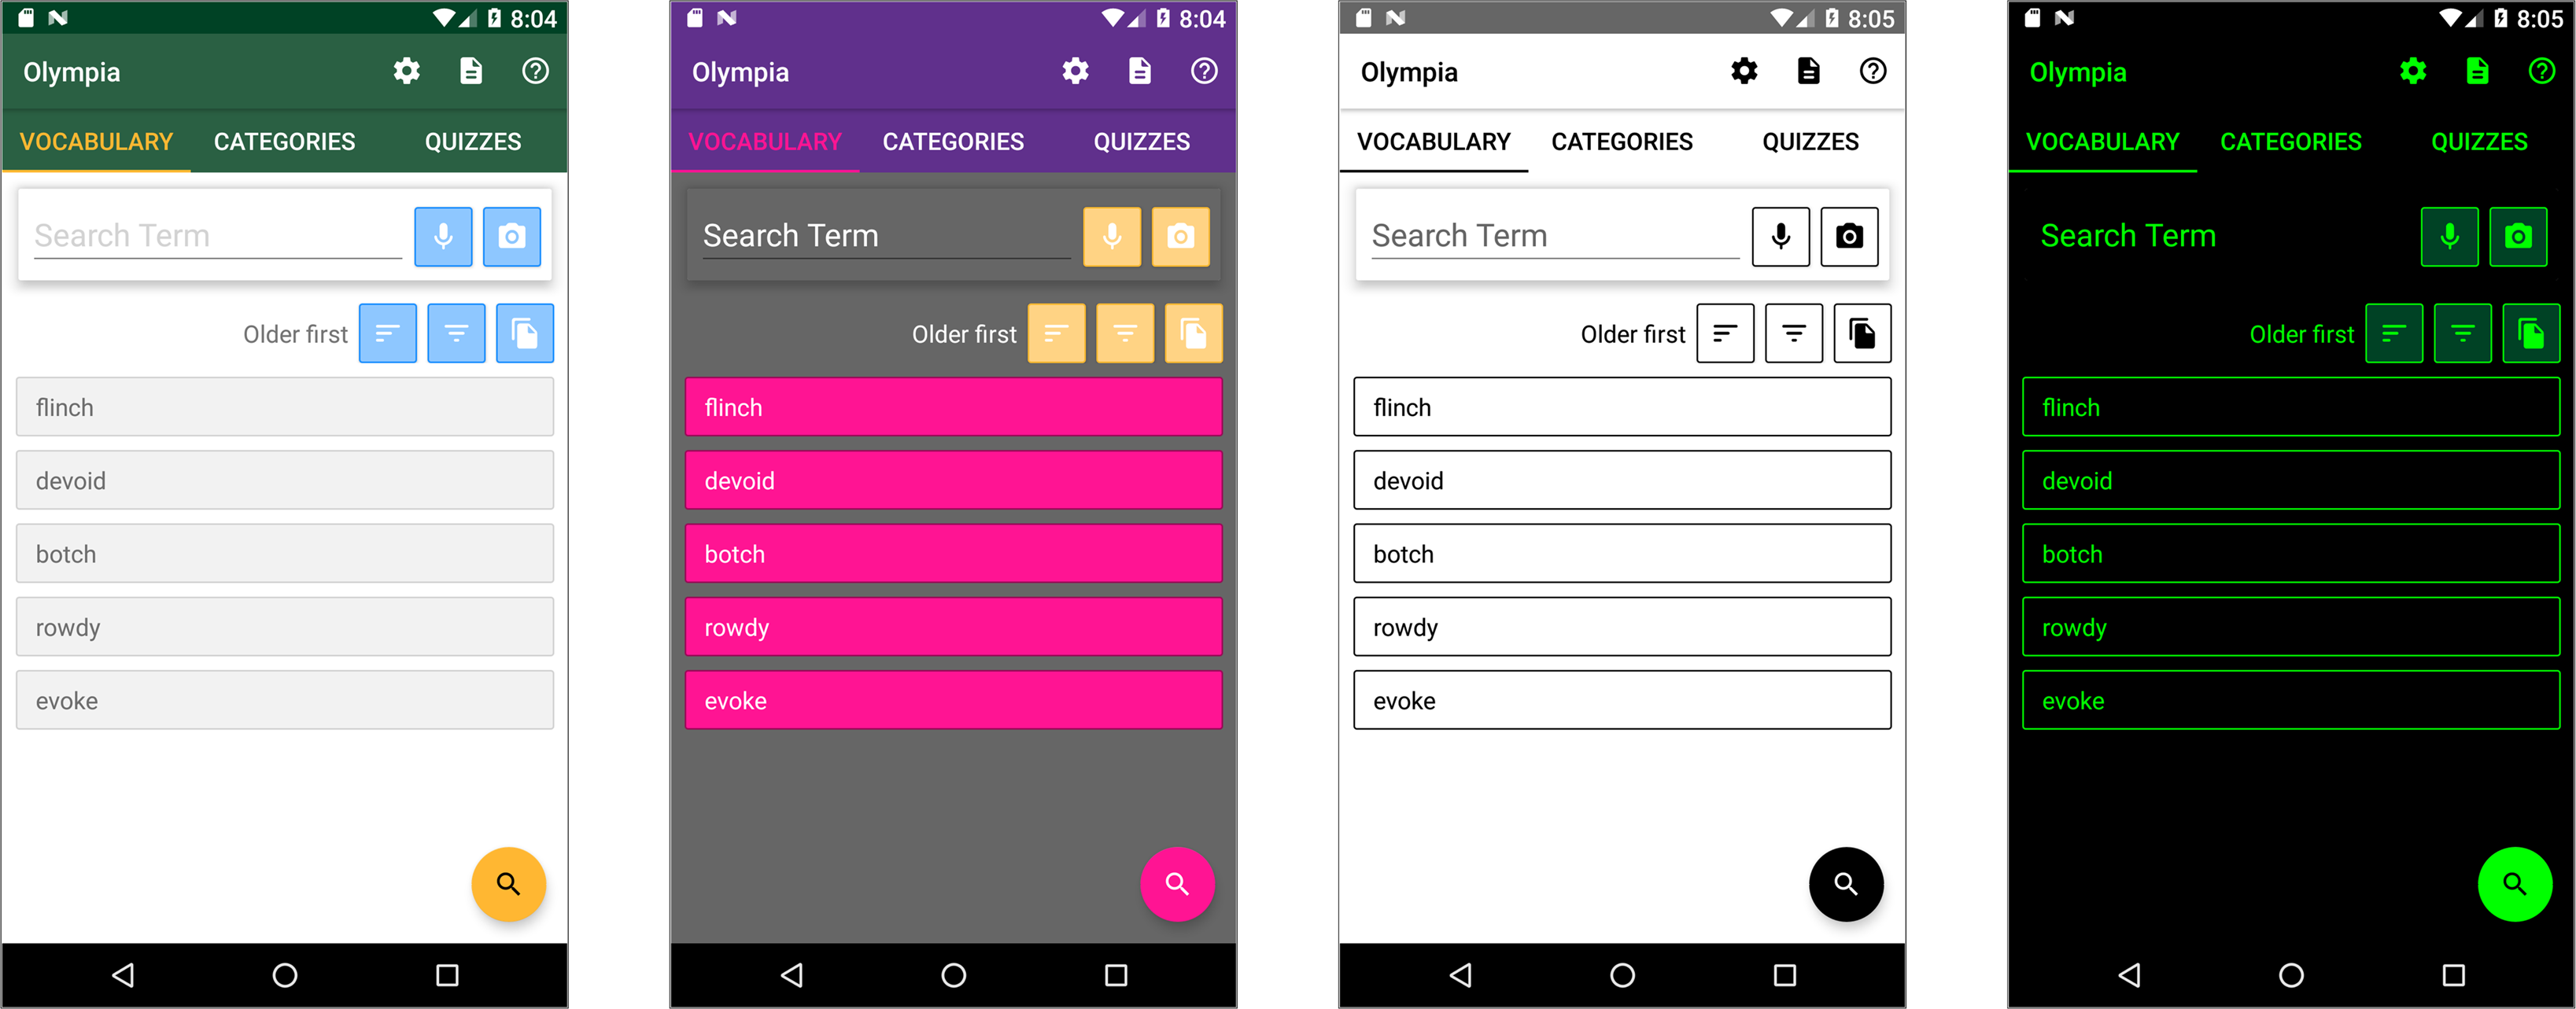 8:04
Olympia
VOCABULARY CATEGORIES QUIZZES
Search Term
Older first
flinch
devoid
botch
rowdy
evoke
8:04
Olympia
VOCABULARY CATEGORIES QUIZZES
Search Term
Older first
flinch
devoid
botch
rowdy
evoke
8:05
Olympia
VOCABULARY CATEGORIES QUIZZES
Search Term
Older first
flinch
devoid
botch
rowdy
evoke
8:05
Olympia
VOCABULARY CATEGORIES QUIZZES
Search Term
Older first
flinch
devoid
botch
rowdy
evoke